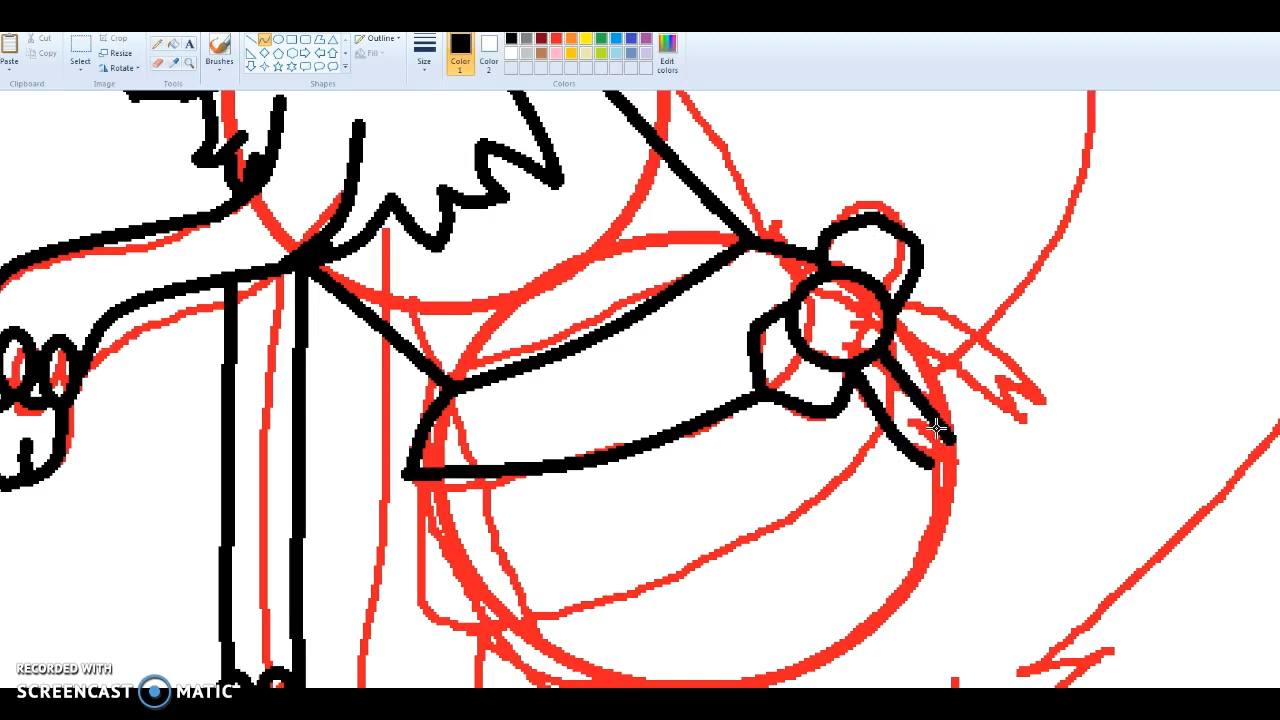 Cut
Crop
Paste
Copy
Select
Resize
Rotate
A
Brushes
Outline
Fill
Size
Color 1
Color 2
Edit colors
Clipboard
Image
Tools
Shapes
Colors
RECORDED WITH
SCREENCAST MATIC